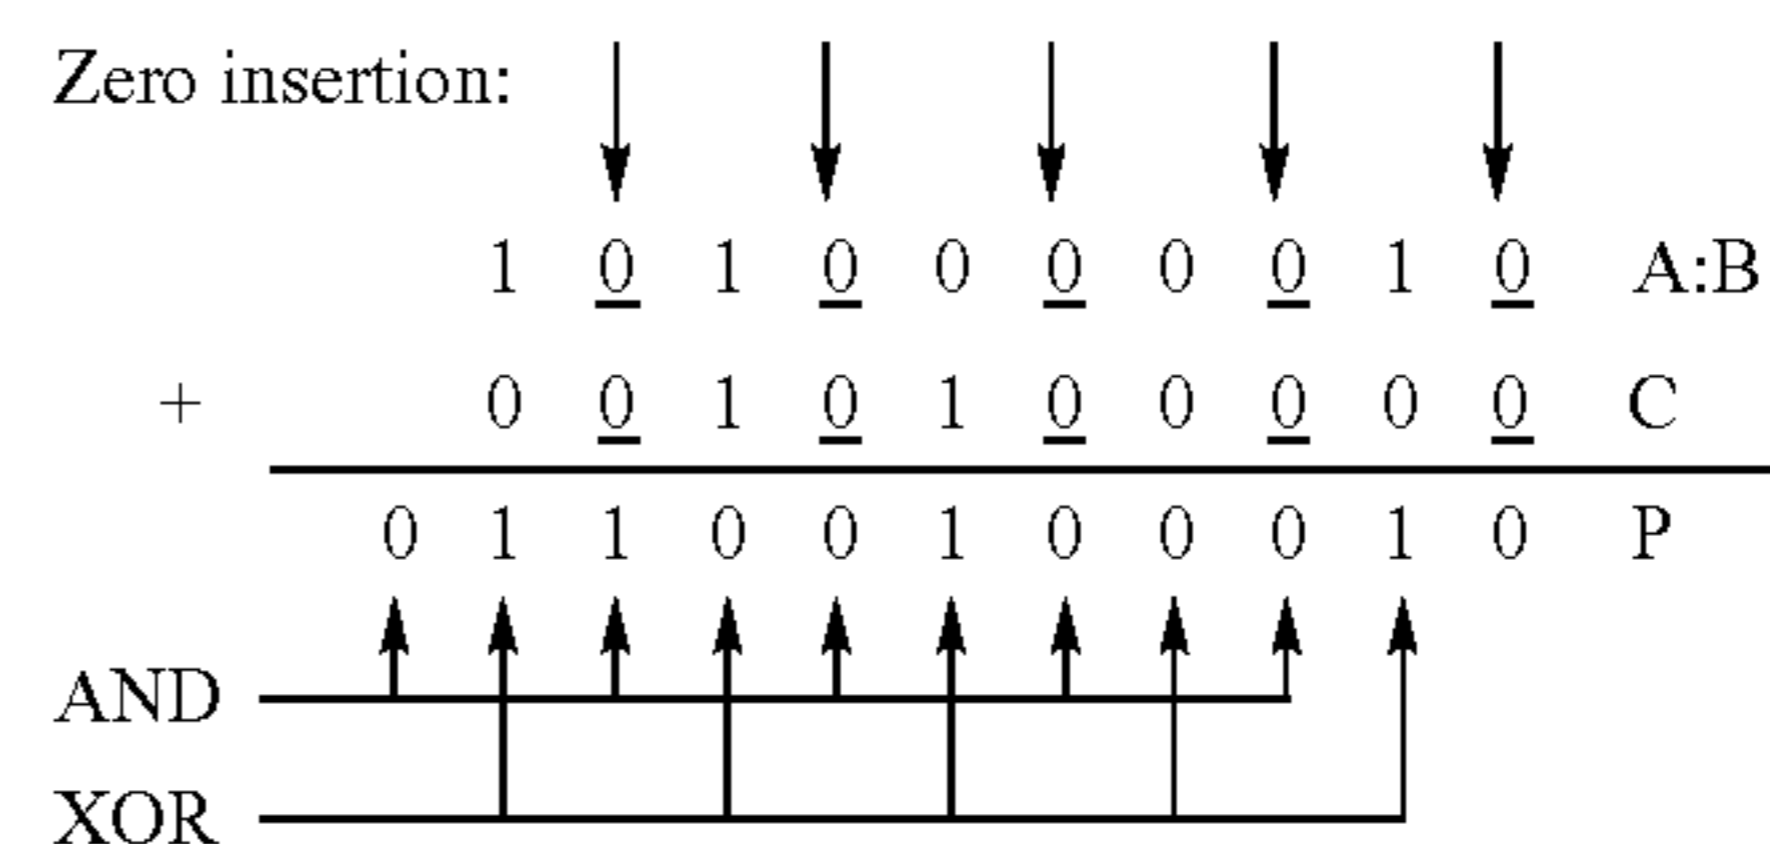 Zero insertion:
1 0 1 0 0 0 0 0 1 0 A:B
+ 0 0 1 0 1 0 0 0 0 0 C
0 1 1 0 0 1 0 0 0 1 0 P
AND
XOR